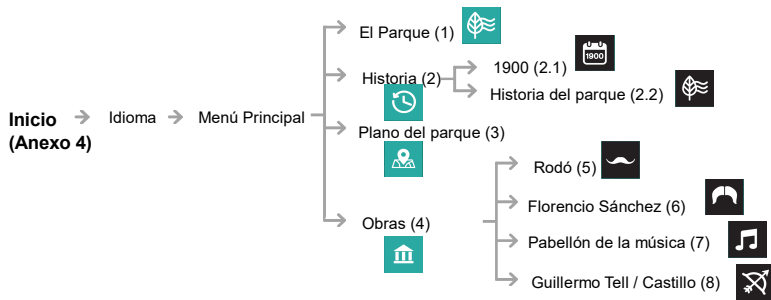 Inicio
(Anexo 4)
Idioma
Menú Principal
El Parque (1)
Historia (2)
1900 (2.1)
1900
Historia del parque (2.2)
Plano del parque (3)
Obras (4)
Rodó (5)
Florencio Sánchez (6)
Pabellón de la música (7)
Guillermo Tell / Castillo (8)